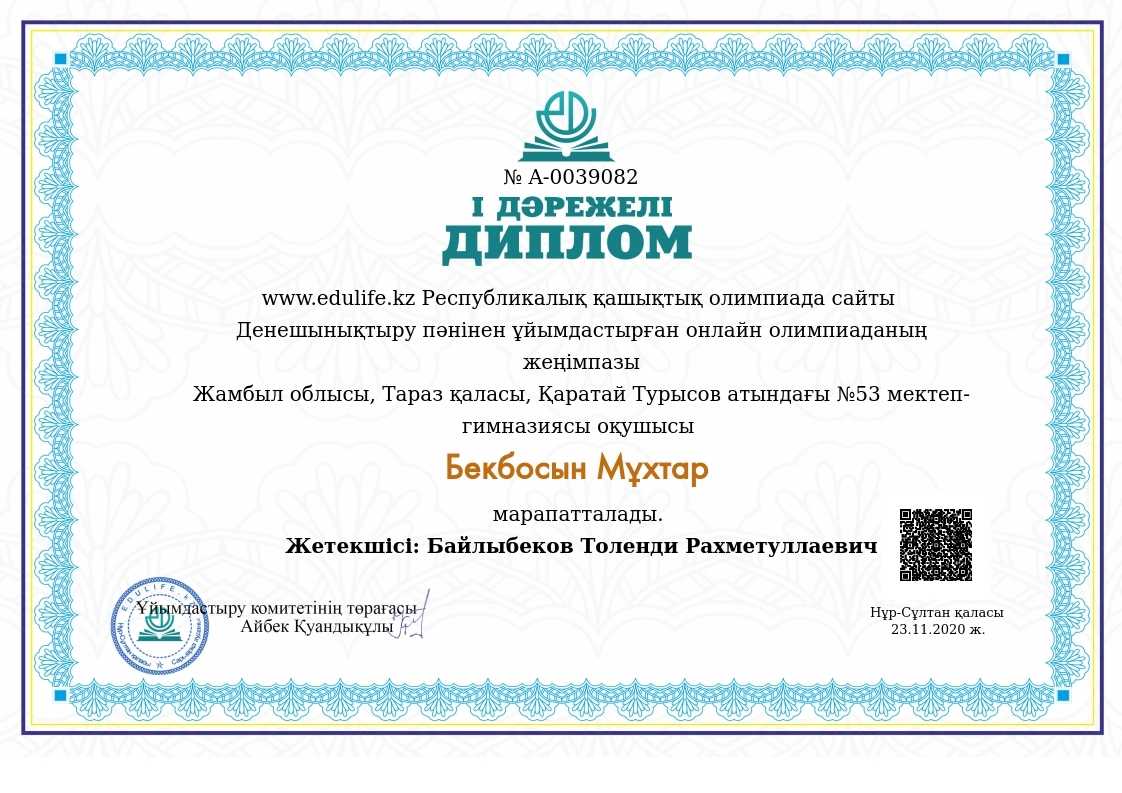 № A-0039082
І ДӘРЕЖЕЛІ
ДИПЛОМ
www.edulife.kz Республикалық қашықтық олимпиада сайты
Денешынықтыру пәнінен ұйымдастырған онлайн олимпиаданың
жеңімпазы
Жамбыл облысы, Тараз қаласы, Қаратай Турысов атындағы №53 мектеп-
гимназиясы оқушысы
Бекбосын Мұхтар
марапатталады.
Жетекшісі: Байлыбеков Толенди Рахметуллаевич
Ұйымдастыру комитетінің төрағасы
Айбек Қуандықұлы
EDULIFE.kz
Нұр-Сұлтан қаласы
23.11.2020 ж.